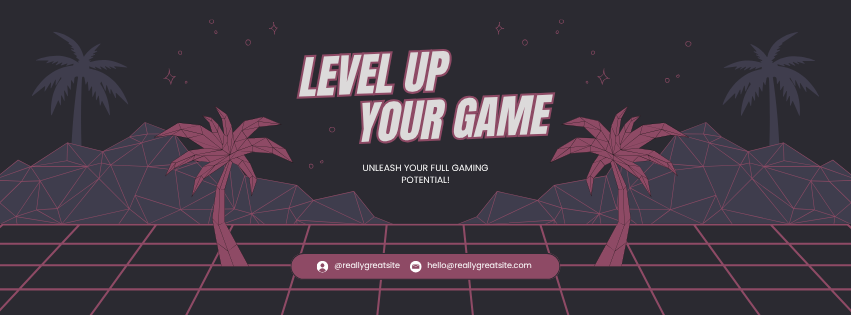 LEVEL UP
YOUR GAME
UNLEASH YOUR FULL GAMING
POTENTIAL!
@reallygreatsite hello@reallygreatsite.com